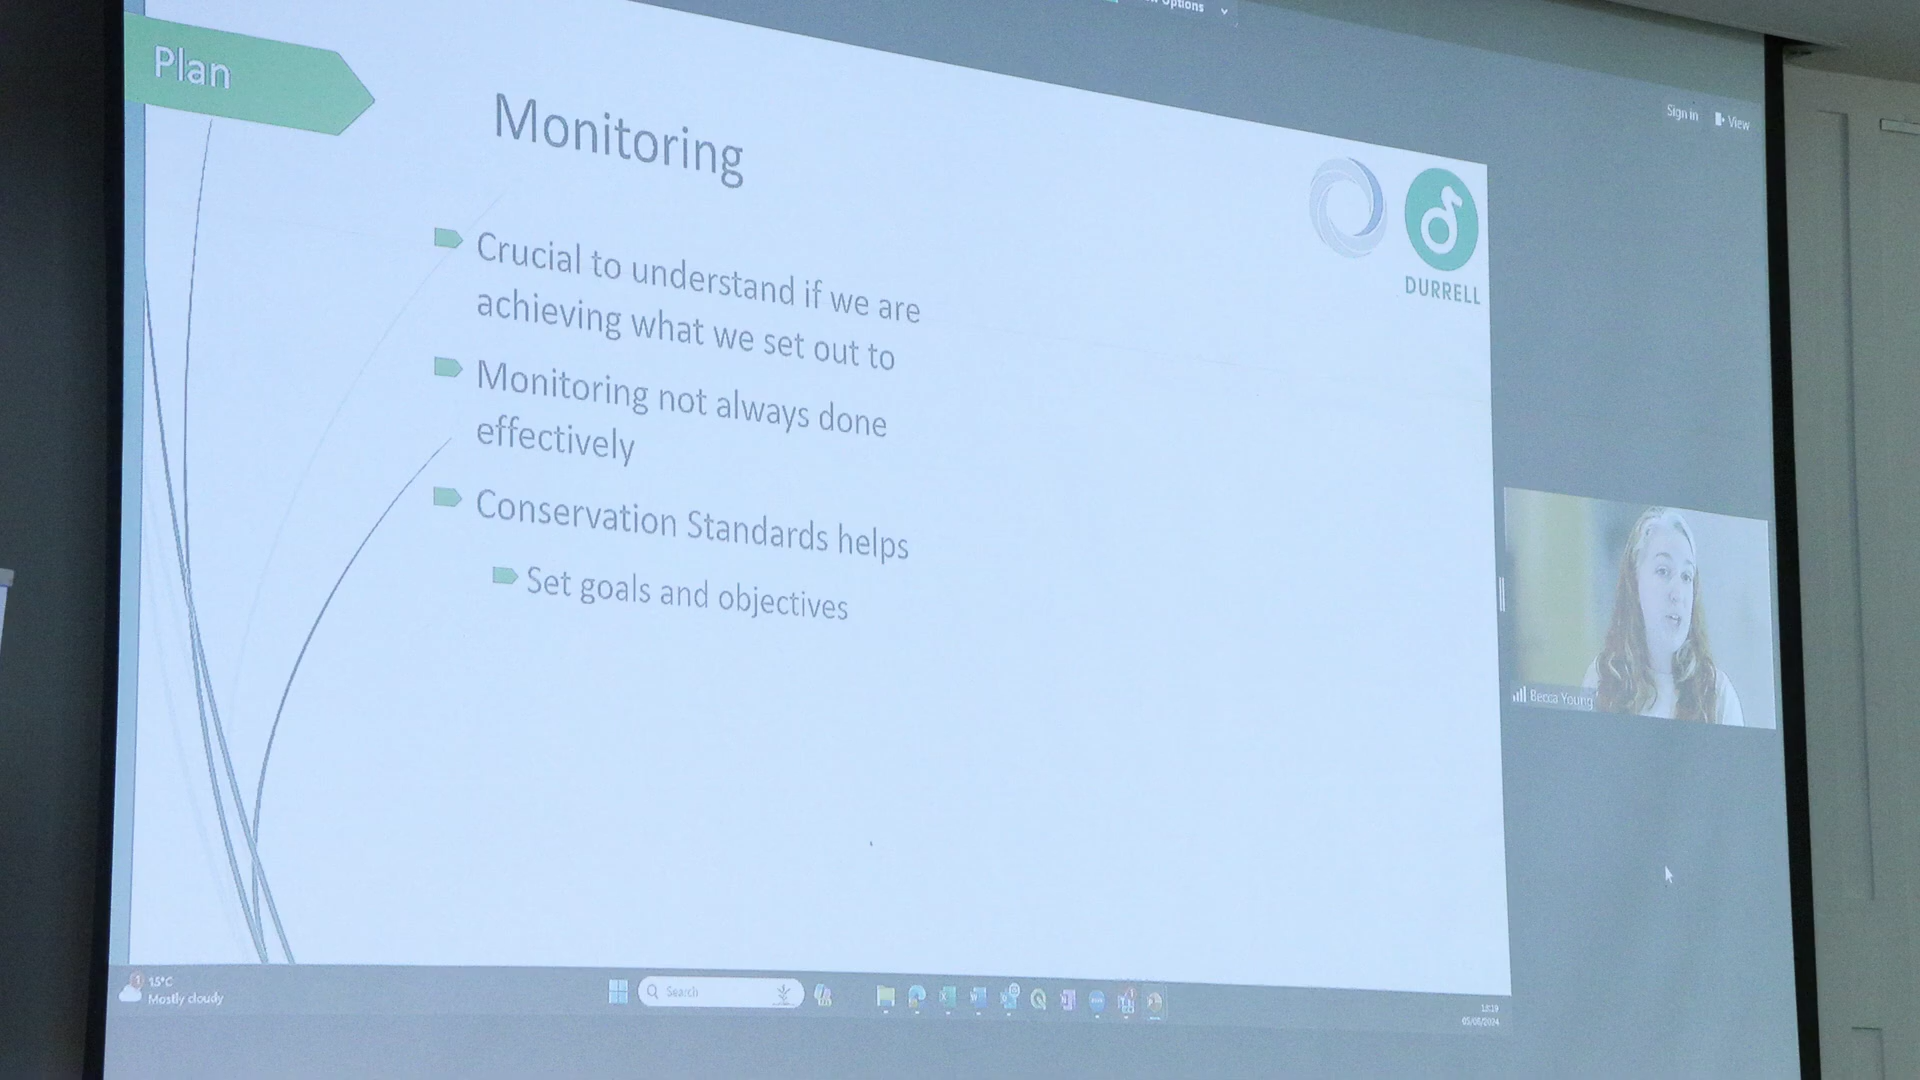 Options
Sign in
View
Plan
Monitoring
DURRELL
Crucial to understand if we are
achieving what we set out to
Monitoring not always done
effectively
Conservation Standards helps
Set goals and objectives
Becca Young
15°C
Mostly cloudy
Search